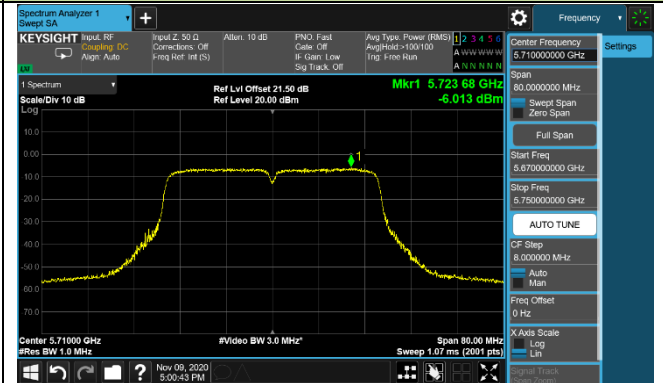 Spectrum Analyzer 1
Swept SA
Frequency
KEYSIGHT Input: RF
Coupling: DC
Align: Auto
Input Z: 50 Ω
Corrections: Off
Freq Ref: Int (S)
Atten: 10 dB
PNO: Fast
Gate: Off
IF Gain: Low
Sig Track: Off
Avg Type: Power (RMS)
Avg|Hold:>100/100
Trig: Free Run
1 2 3 4 5 6
A W W W W W
A N N N N N
LV
1 Spectrum
Scale/Div 10 dB
Log
Ref Lvl Offset 21.50 dB
Ref Level 20.00 dBm
Mkr1 5.723 68 GHz
-6.013 dBm
10.0
0.00
-10.0
-20.0
-30.0
-40.0
-50.0
-60.0
-70.0
1
Center 5.71000 GHz
#Res BW 1.0 MHz
#Video BW 3.0 MHz*
Span 80.00 MHz
Sweep 1.07 ms (2001 pts)
Nov 09, 2020
5:00:43 PM
Center Frequency
5.710000000 GHz
Settings
Span
80.0000000 MHz
Swept Span
Zero Span
Full Span
Start Freq
5.670000000 GHz
Stop Freq
5.750000000 GHz
AUTO TUNE
CF Step
8.000000 MHz
Auto
Man
Freq Offset
0 Hz
X Axis Scale
Log
Lin
Signal Track
(Span Zoom)